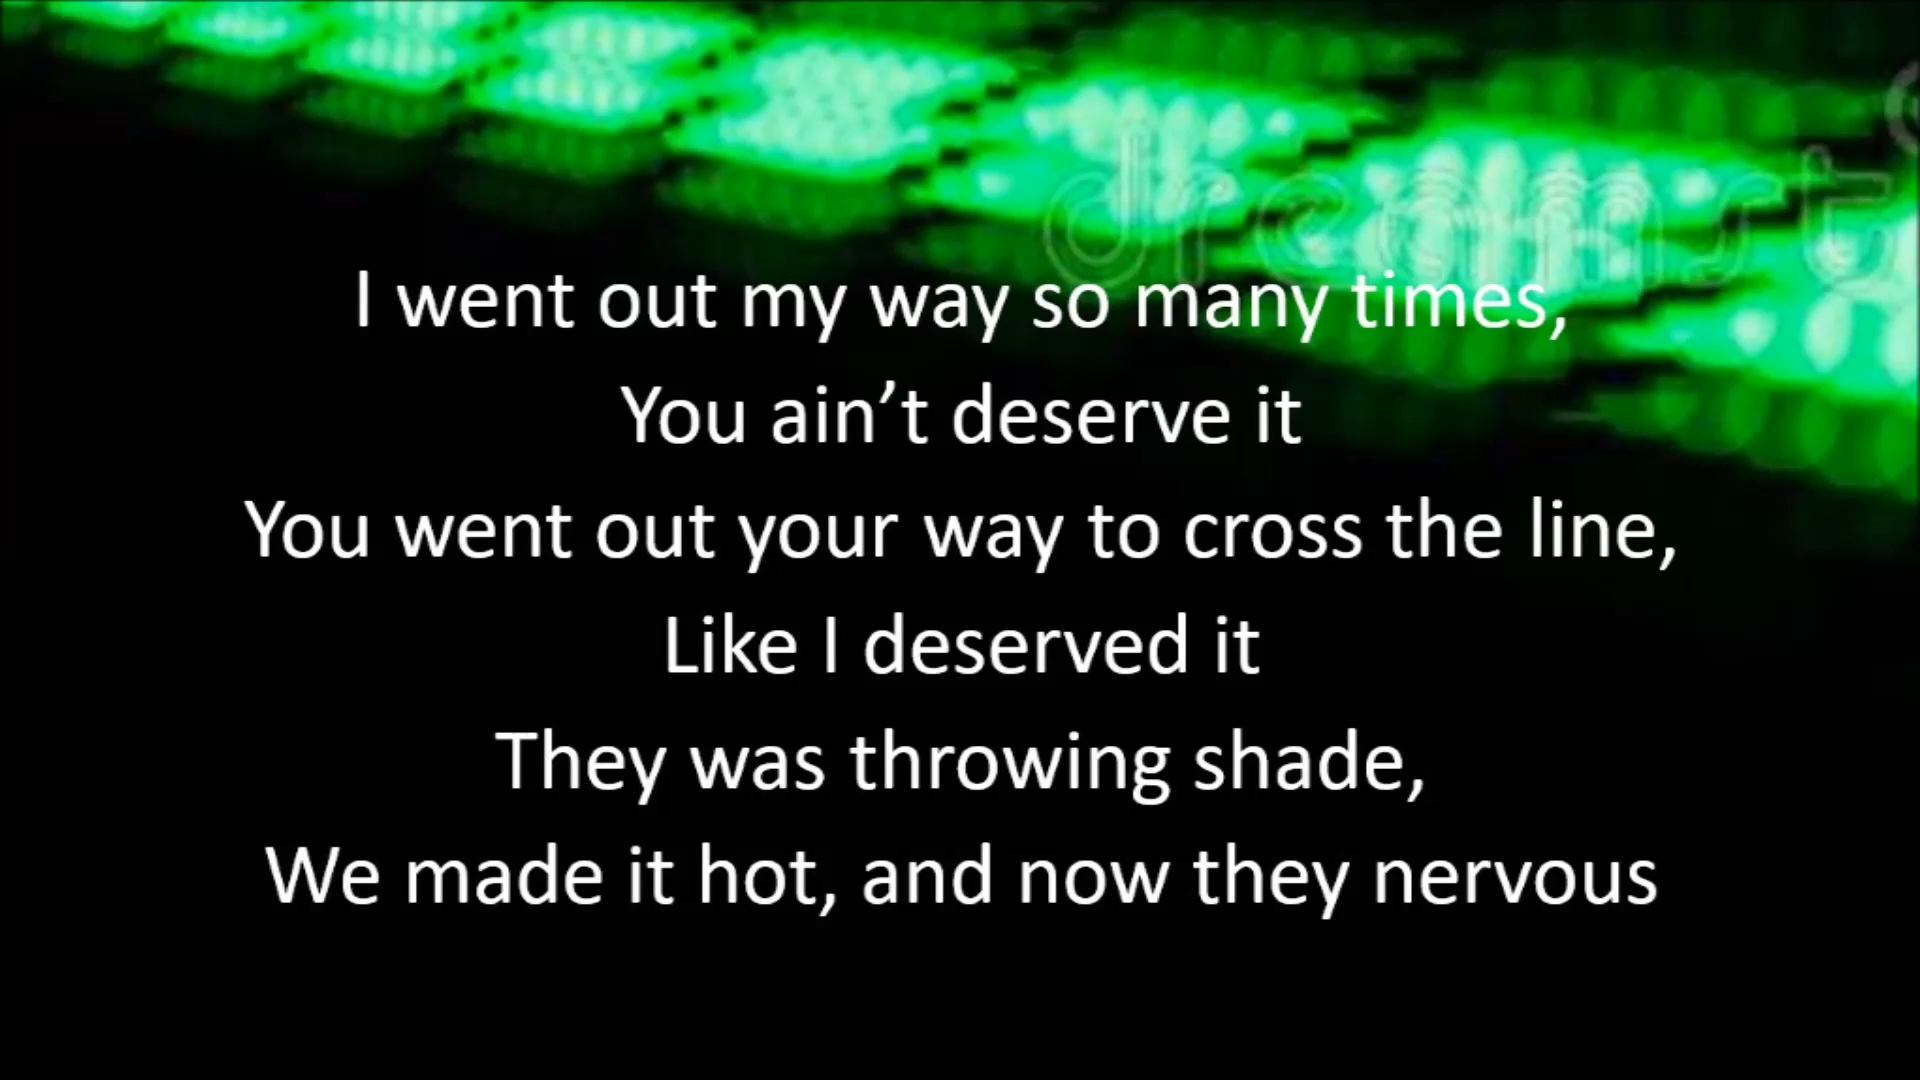 dreamst
I went out my way so many times,
You ain’t deserve it
You went out your way to cross the line,
Like I deserved it
They was throwing shade,
We made it hot, and now they nervous